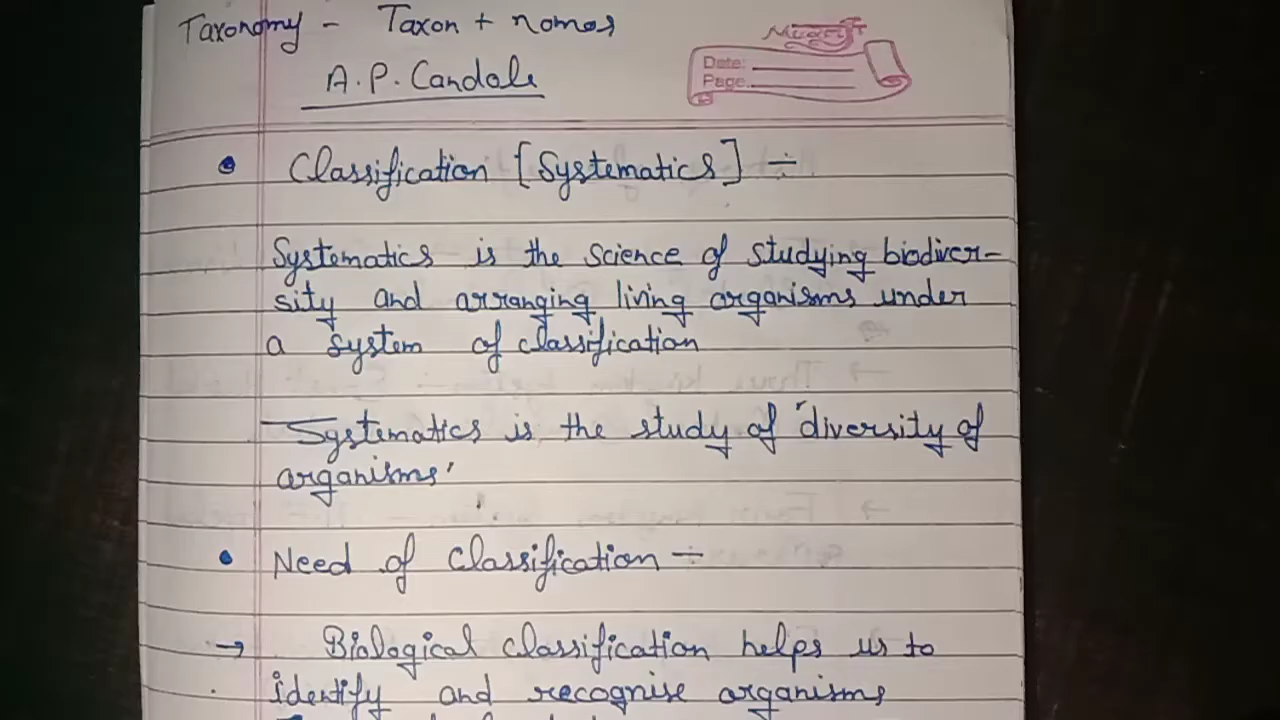 Taxonomy - Taxon + nomos
A.P. Candole
Date:
Page
• Classification [Systematics] ÷
Systematics is the science of studying biodiver-
sity and arranging living organisms under
a system of classification
Systematics is the study of 'diversity of
organisms'
• Need of classification ÷
→ Biological classification helps us to
identify and recognise organisms